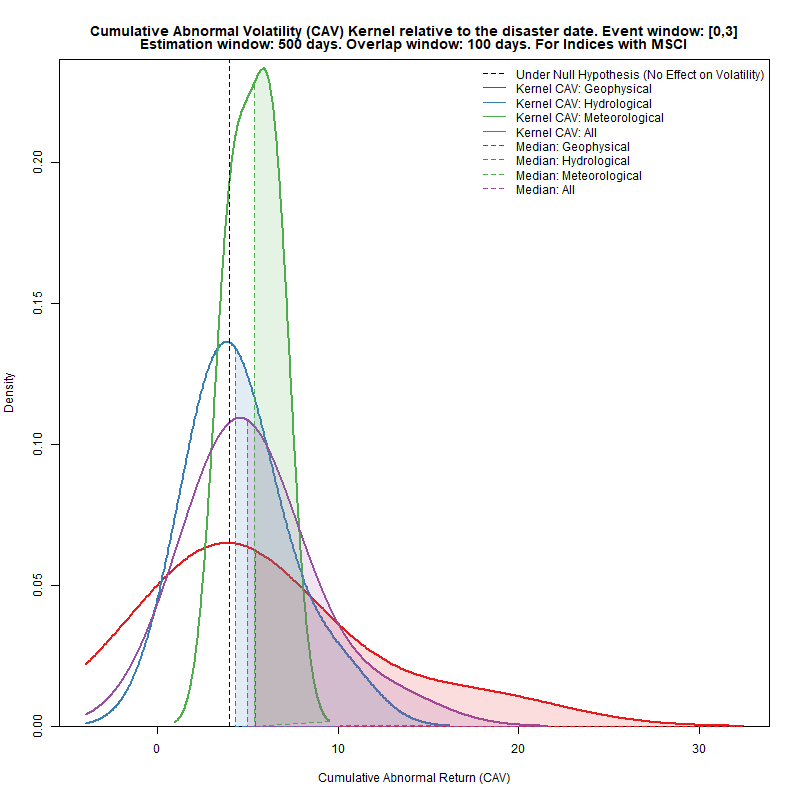 Cumulative Abnormal Volatility (CAV) Kernel relative to the disaster date. Event window: [0,3]
Estimation window: 500 days. Overlap window: 100 days. For Indices with MSCI
Under Null Hypothesis (No Effect on Volatility)
Kernel CAV: Geophysical
Kernel CAV: Hydrological
Kernel CAV: Meteorological
Kernel CAV: All
Median: Geophysical
Median: Hydrological
Median: Meteorological
Median: All
Density
0.20
0.15
0.10
0.05
0.00
0 10 20 30
Cumulative Abnormal Return (CAV)